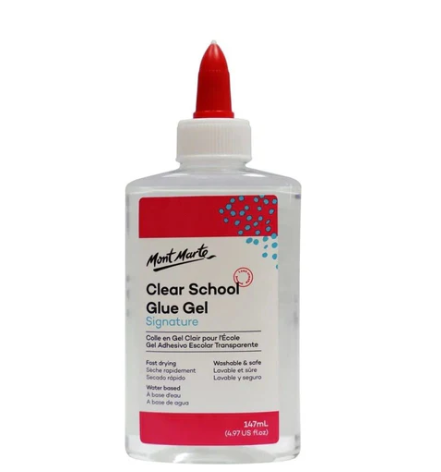 Mont Marte
Clear School
Glue Gel
Signature
Colle en Gel Clair pour l'École
Gel Adhesivo Escolar Transparente
Fast drying
Sèche rapidement
Secado rápido
Washable & safe
Lavable et sûre
Lavable y segura
Water based
À base d'eau
A base de agua
147mL
(4.97 US fl.oz)